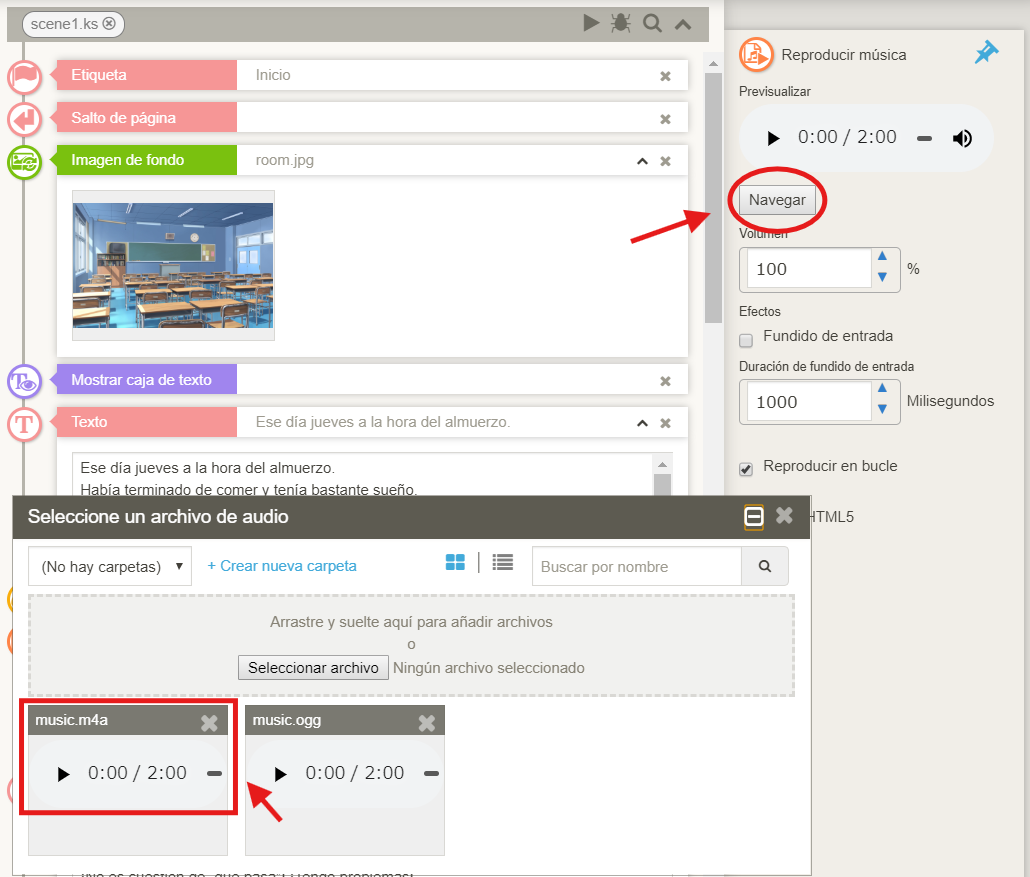 scene1.ks
Etiqueta
Inicio
Salto de página
Imagen de fondo
room.jpg
Mostrar caja de texto
Texto
Ese día jueves a la hora del almuerzo.
Ese día jueves a la hora del almuerzo.
Había terminado de comer y tenía bastante sueño.
Reproducir música
Previsualizar
0:00 / 2:00
Navegar
Volumen
100
%
Efectos
Fundido de entrada
Duración de fundido de entrada
1000
Milisegundos
Reproducir en bucle
HTML5
Seleccione un archivo de audio
(No hay carpetas)
+ Crear nueva carpeta
Buscar por nombre
Arrastre y suelte aquí para añadir archivos
o
Seleccionar archivo
Ningún archivo seleccionado
music.m4a
0:00 / 2:00
music.ogg
0:00 / 2:00